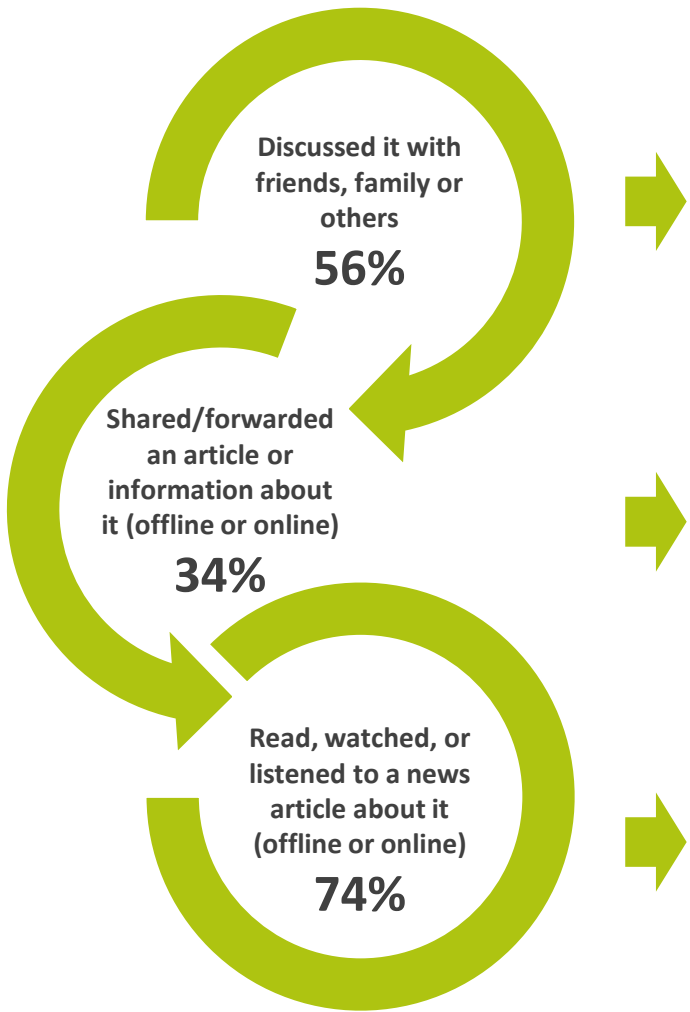 Discussed it with
friends, family or
others
56%
Shared/forwarded
an article or
information about
it (offline or online)
34%
Read, watched, or
listened to a news
article about it
(offline or online)
74%